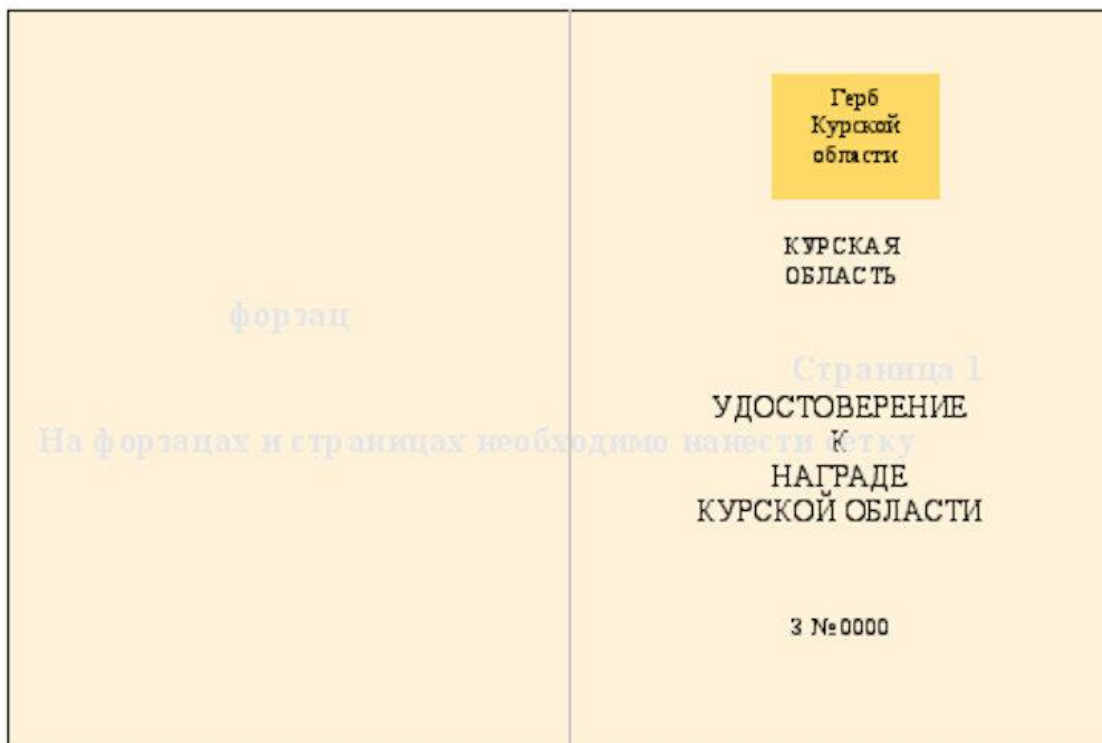 Герб
Курской
области
КУРСКАЯ
ОБЛАСТЬ
форзац
Страница 1
УДОСТОВЕРЕНИЕ
На форзацах и страницах необходимо нанести сетку
К
НАГРАДЕ
КУРСКОЙ ОБЛАСТИ
З №0000